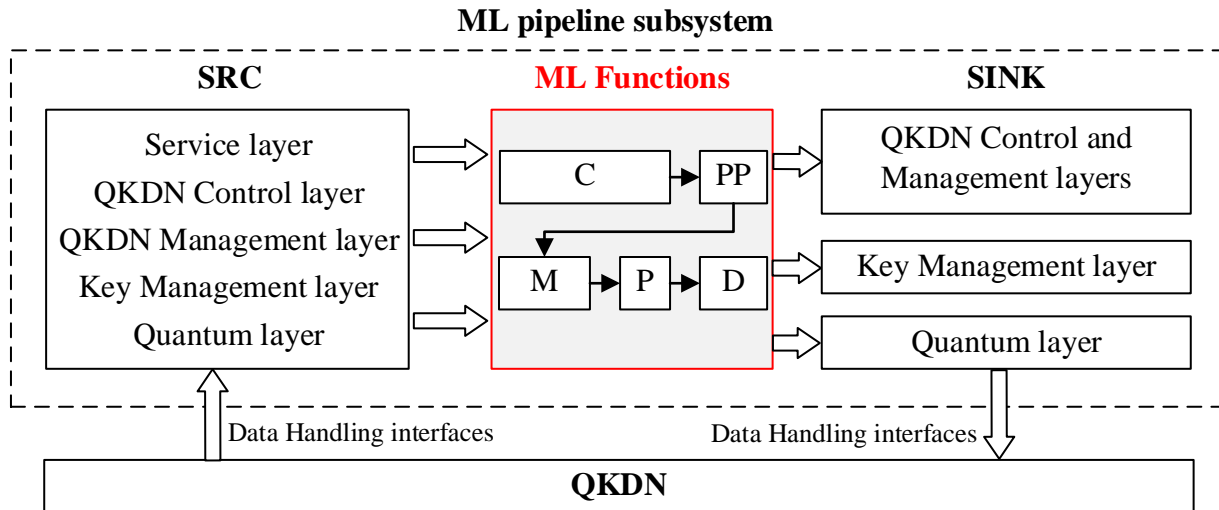 ML pipeline subsystem
SRC
ML Functions
SINK
Service layer
QKDN Control layer
QKDN Management layer
Key Management layer
Quantum layer
C
PP
M
P
D
QKDN Control and
Management layers
Key Management layer
Quantum layer
Data Handling interfaces
Data Handling interfaces
QKDN